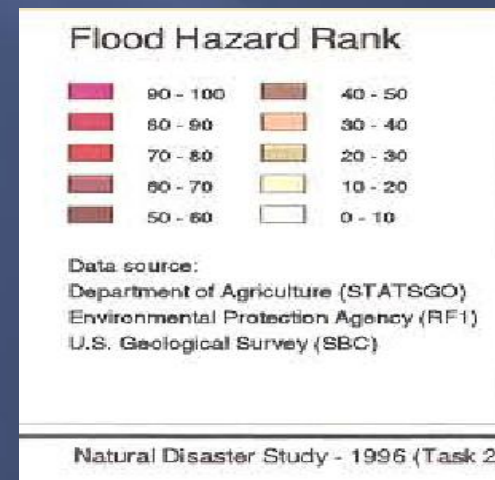 Flood Hazard Rank
90 - 100 40 - 50
80 - 90 30 - 40
70 - 80 20 - 30
60 - 70 10 - 20
50 - 60 0 - 10
Data source:
Department of Agriculture (STATSGO)
Environmental Protection Agency (RF1)
U.S. Geological Survey (SBC)
Natural Disaster Study - 1996 (Task 2